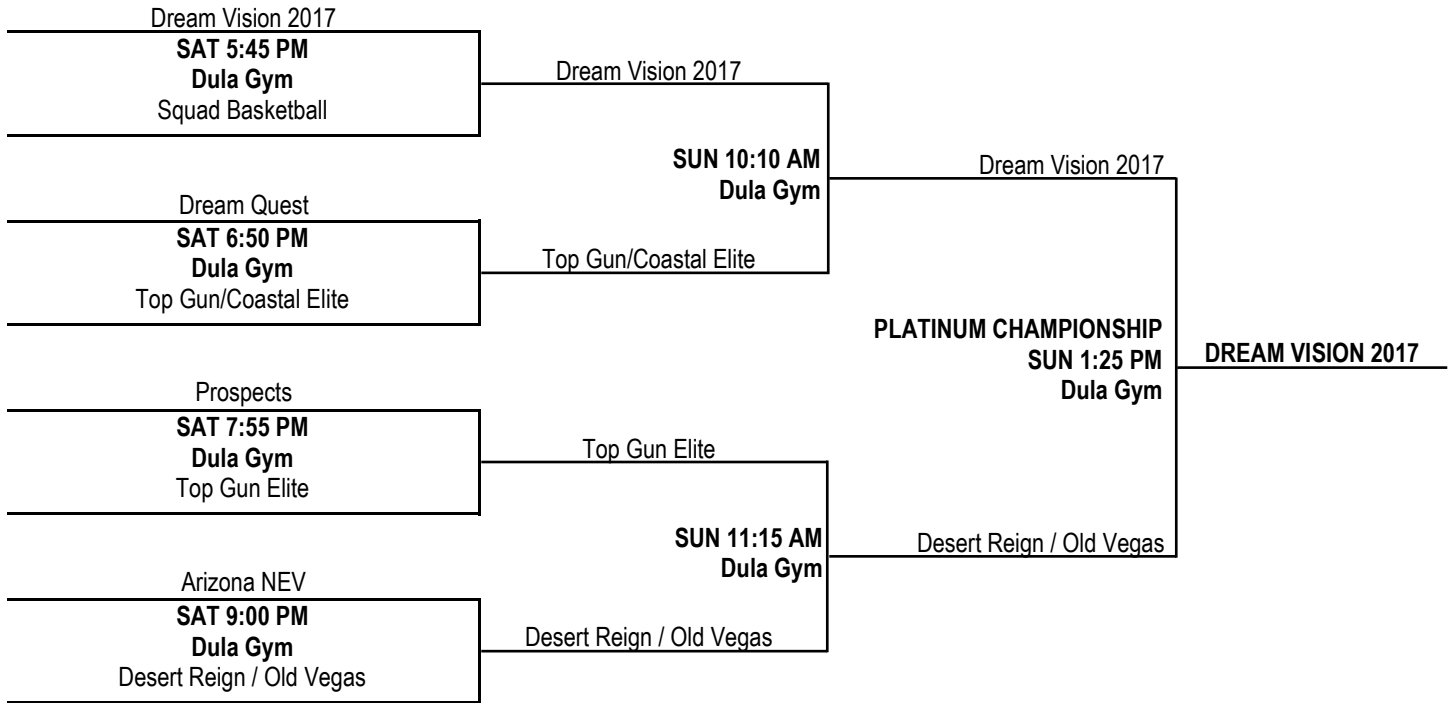 Dream Vision 2017
SAT 5:45 PM
Dula Gym
Squad Basketball
Dream Quest
SAT 6:50 PM
Dula Gym
Top Gun/Coastal Elite
Prospects
SAT 7:55 PM
Dula Gym
Top Gun Elite
Arizona NEV
SAT 9:00 PM
Dula Gym
Desert Reign / Old Vegas
Dream Vision 2017
SUN 10:10 AM
Dula Gym
Top Gun/Coastal Elite
Top Gun Elite
SUN 11:15 AM
Dula Gym
Desert Reign / Old Vegas
Dream Vision 2017
PLATINUM CHAMPIONSHIP
SUN 1:25 PM
Dula Gym
Desert Reign / Old Vegas
DREAM VISION 2017